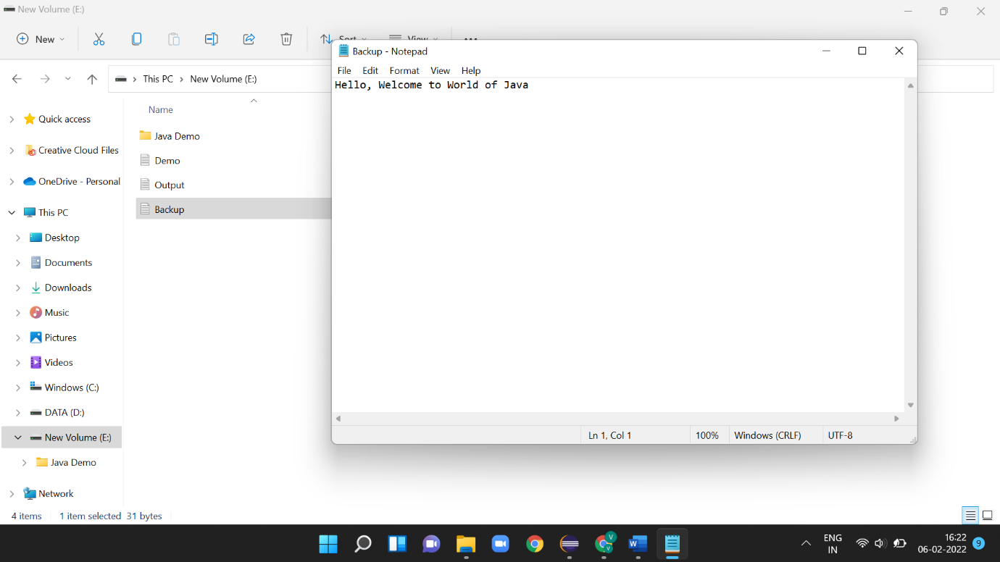 New Volume (E:)
New
Sort
View
Backup - Notepad
File Edit Format View Help
This PC > New Volume (E:)
Hello, Welcome to World of Java
Name
Quick access
Java Demo
Creative Cloud Files
Demo
OneDrive - Personal
Output
This PC
Backup
Desktop
Documents
Downloads
Music
Pictures
Videos
Windows (C:)
DATA (D:)
New Volume (E:)
Ln 1, Col 1 100% Windows (CRLF) UTF-8
Java Demo
Network
4 items 1 item selected 31 bytes
V
V
W
ENG
IN
16:22
06-02-2022
9